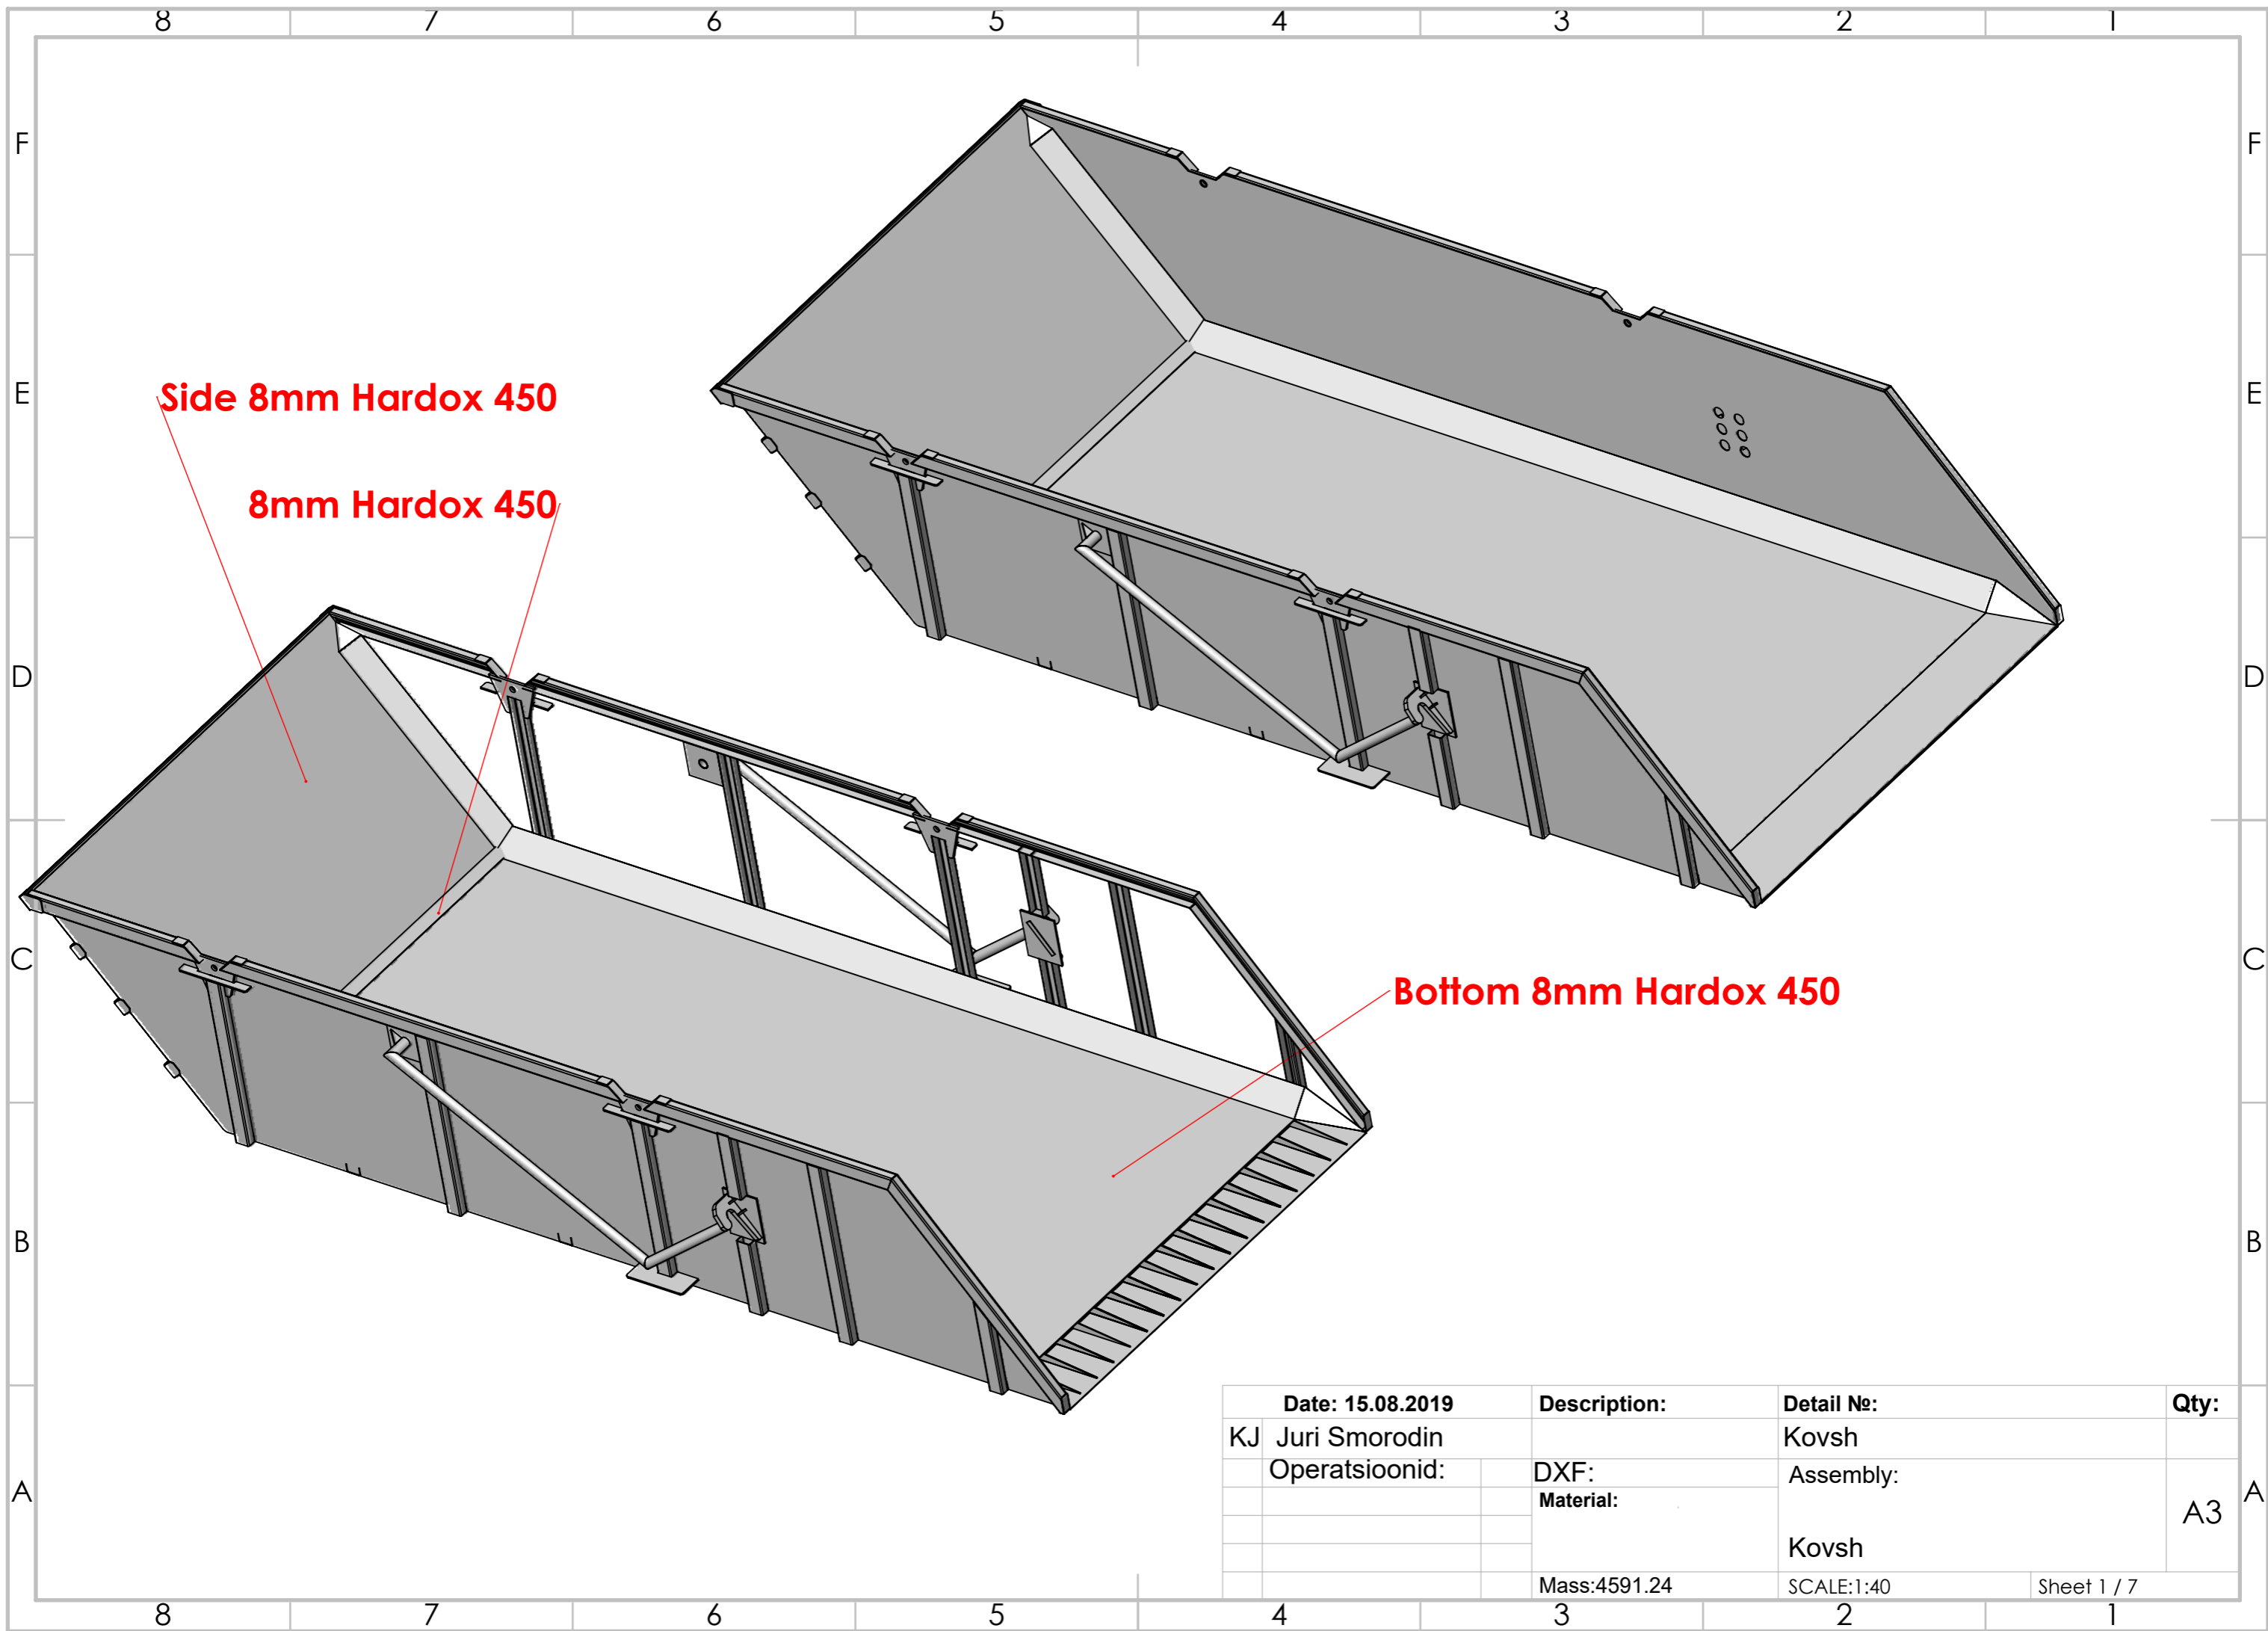 8 7 6 5 4 3 2 1
F F
E E
D D
C C
B B
A A
Side 8mm Hardox 450
8mm Hardox 450
Bottom 8mm Hardox 450
Date: 15.08.2019 Description: Detail №: Qty:
KJ Juri Smorodin Kovsh
Operatsioonid: DXF: Assembly:
Material:
A3
Kovsh
Mass:4591.24 SCALE:1:40 Sheet 1 / 7
8 7 6 5 4 3 2 1